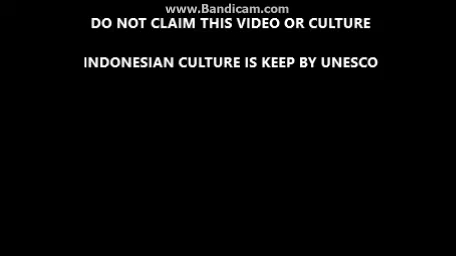 www.Bandicam.com
DO NOT CLAIM THIS VIDEO OR CULTURE
INDONESIAN CULTURE IS KEEP BY UNESCO